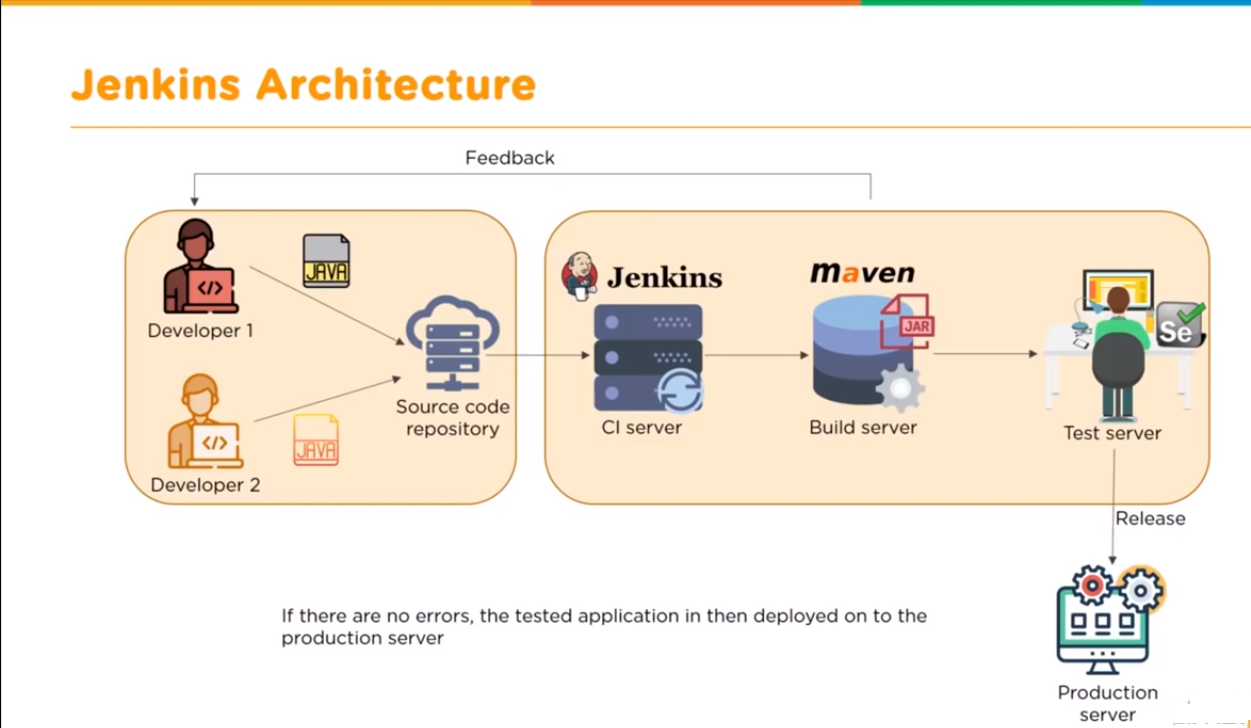 Jenkins Architecture
Feedback
JAVA
</>
Developer 1
JAVA
</>
Developer 2
Source code
repository
Jenkins
CI server
maven
JAR
Build server
Se
Test server
Release
If there are no errors, the tested application in then deployed on to the
production server
Production
server